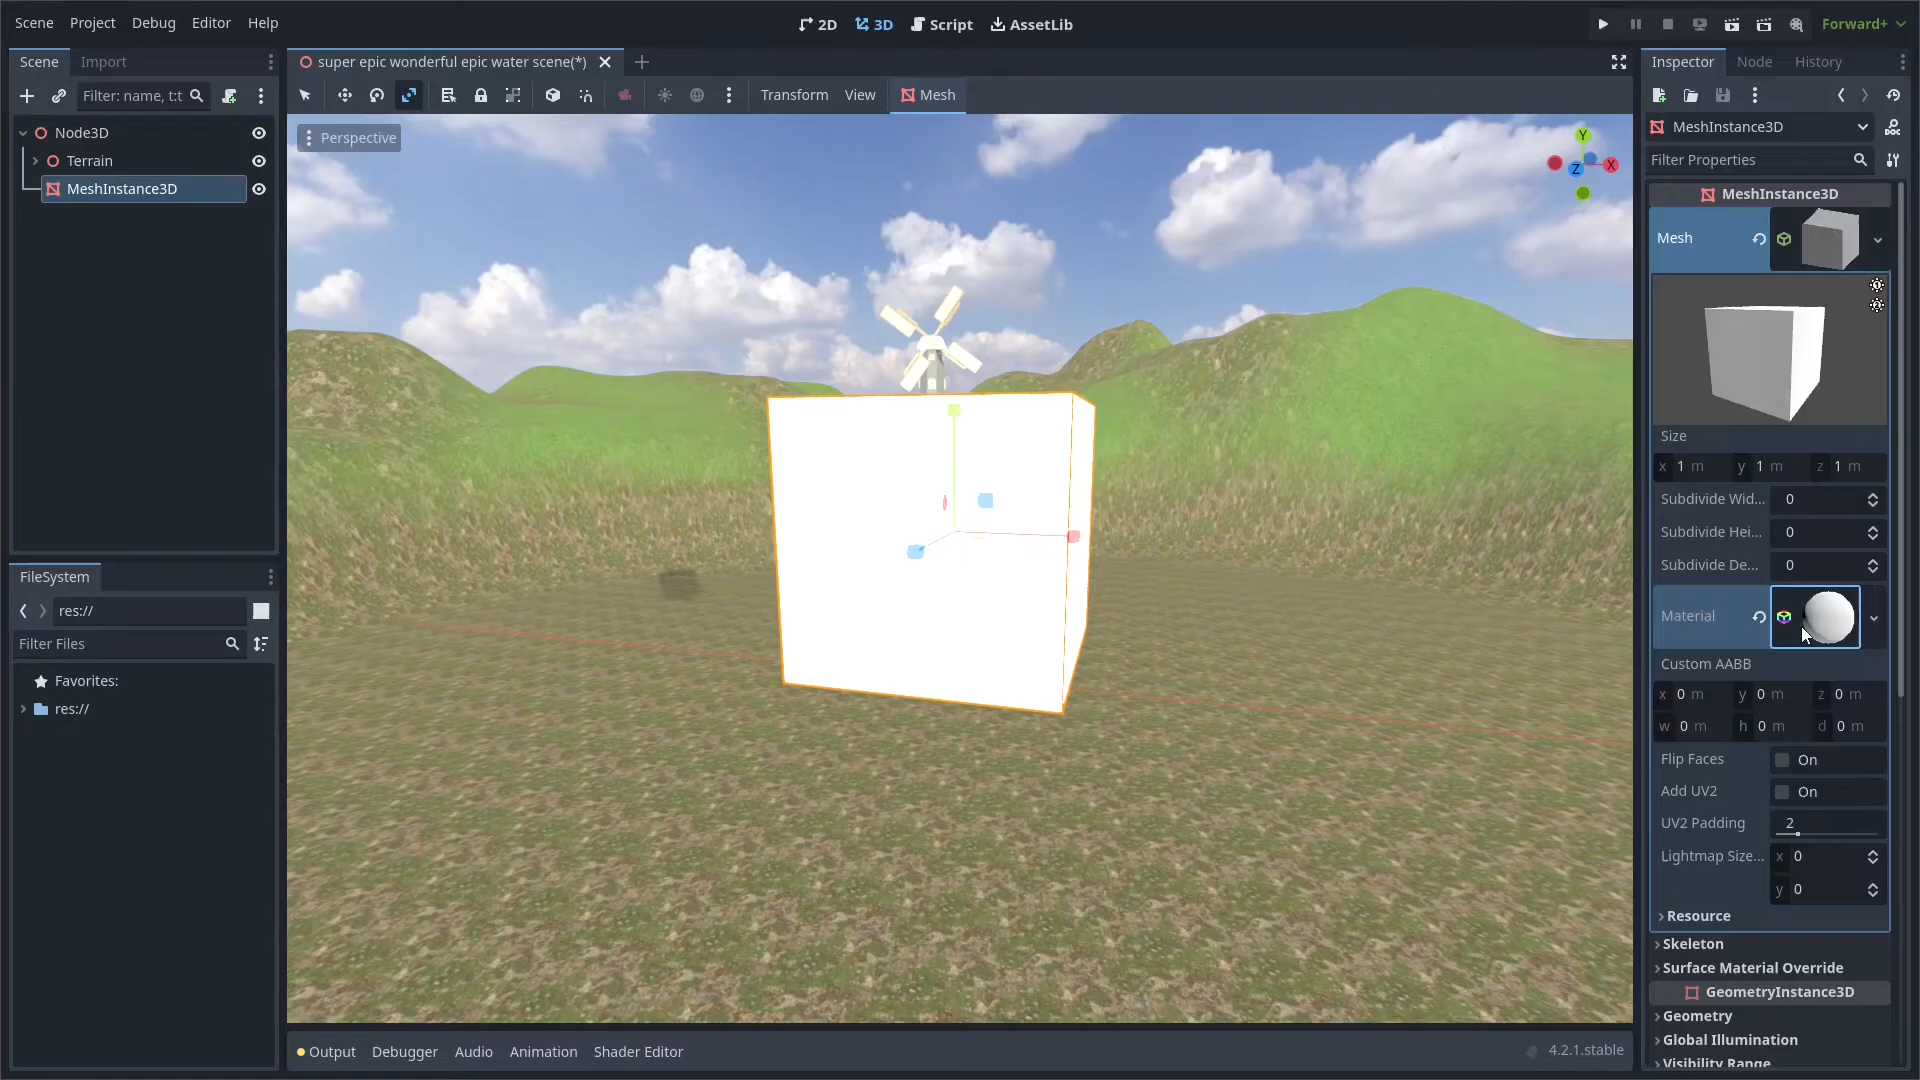 Scene Project Debug Editor Help
2D 3D Script AssetLib
Forward+
Scene Import
Filter: name, t:t
Node3D
Terrain
MeshInstance3D
FileSystem
res://
Filter Files
Favorites:
res://
super epic wonderful epic water scene(*)
Transform View Mesh
Perspective
Y
X
Z
Output Debugger Audio Animation Shader Editor
4.2.1.stable
Inspector Node History
MeshInstance3D
Filter Properties
MeshInstance3D
Mesh
Size
x 1 m y 1 m z 1 m
Subdivide Wid... 0
Subdivide Hei... 0
Subdivide De... 0
Material
Custom AABB
x 0 m y 0 m z 0 m
w 0 m h 0 m d 0 m
Flip Faces On
Add UV2 On
UV2 Padding 2
Lightmap Size... x 0
y 0
Resource
Skeleton
Surface Material Override
GeometryInstance3D
Geometry
Global Illumination
Visibility Range